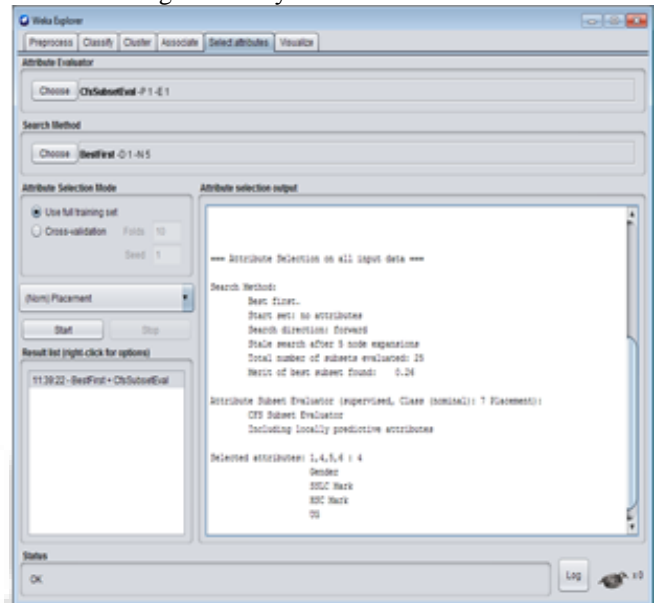 Weka Explorer
Preprocess Classify Cluster Associate Select attributes Visualize
Attribute Evaluator
Choose CfsSubsetEval -P 1 -E 1
Search Method
Choose BestFirst -D 1 -N 5
Attribute Selection Mode
Use full training set
Cross-validation Folds 10
Seed 1
(Nom) Placement
Start Stop
Result list (right-click for options)
11:39:22 - BestFirst + CfsSubsetEval
Attribute selection output
=== Attribute Selection on all input data ===
Search Method:
Best first.
Start set: no attributes
Search direction: forward
Stale search after 5 node expansions
Total number of subsets evaluated: 25
Merit of best subset found: 0.26
Attribute Subset Evaluator (supervised, Class (nominal): 7 Placement):
CFS Subset Evaluator
Including locally predictive attributes
Selected attributes: 1,4,5,6 : 4
Gender
SSLC Mark
HSC Mark
UG
Status
OK
Log x 0